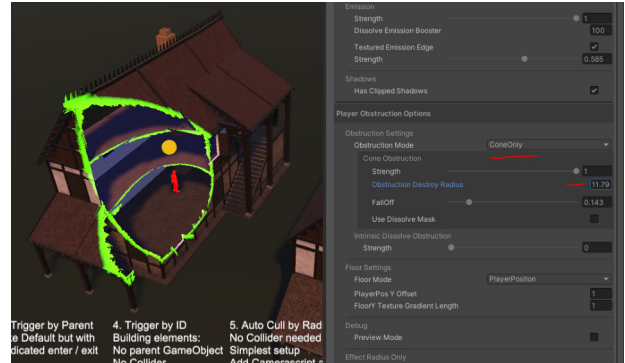 Emission
Strength 1
Dissolve Emission Booster 100
Textured Emission Edge
Strength 0.585
Shadows
Has Clipped Shadows
Player Obstruction Options
Obstruction Settings
Obstruction Mode ConeOnly
Cone Obstruction
Strength 1
Obstruction Destroy Radius 11.79
FallOff 0.143
Use Dissolve Mask
Intrinsic Dissolve Obstruction
Strength 0
Floor Settings
Floor Mode PlayerPositon
PlayerPos Y Offset 1
FloorY Texture Gradient Length 1
Debug
Preview Mode
Effect Radius Only
Trigger by Parent
e Default but with
dicated enter / exit
4. Trigger by ID
Building elements:
No parent GameObject
No Collider
5. Auto Cull by Rad
No Collider needed
Simplest setup
Add Camerascript